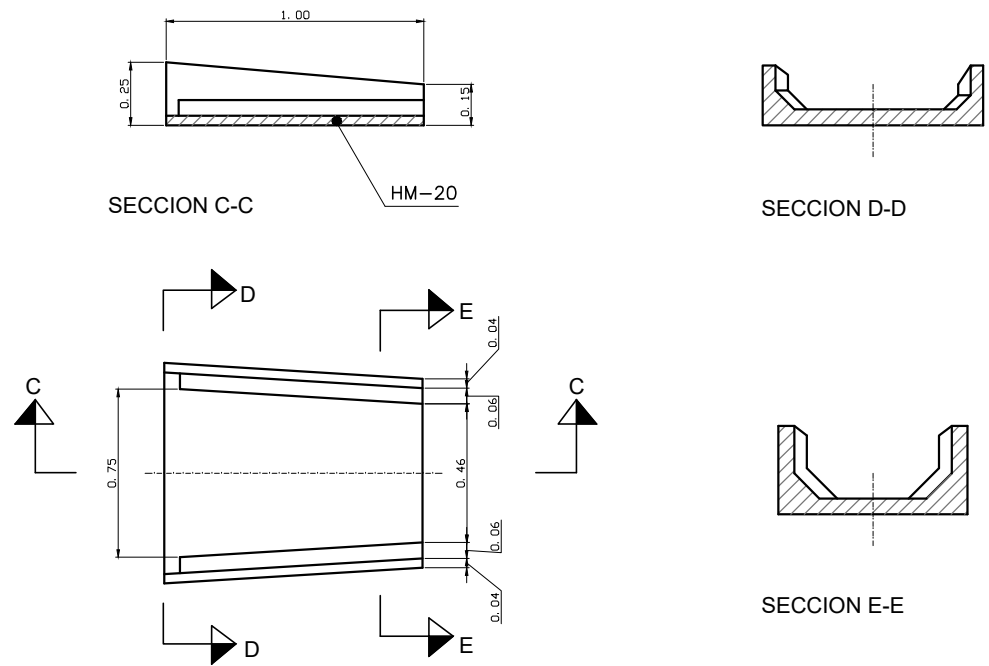 1. 00
0. 25
0. 15
HM-20
SECCION C-C
SECCION D-D
D
E
0. 04
C
C
0. 06
0. 75
0. 46
0. 06
0. 04
SECCION E-E
D
E